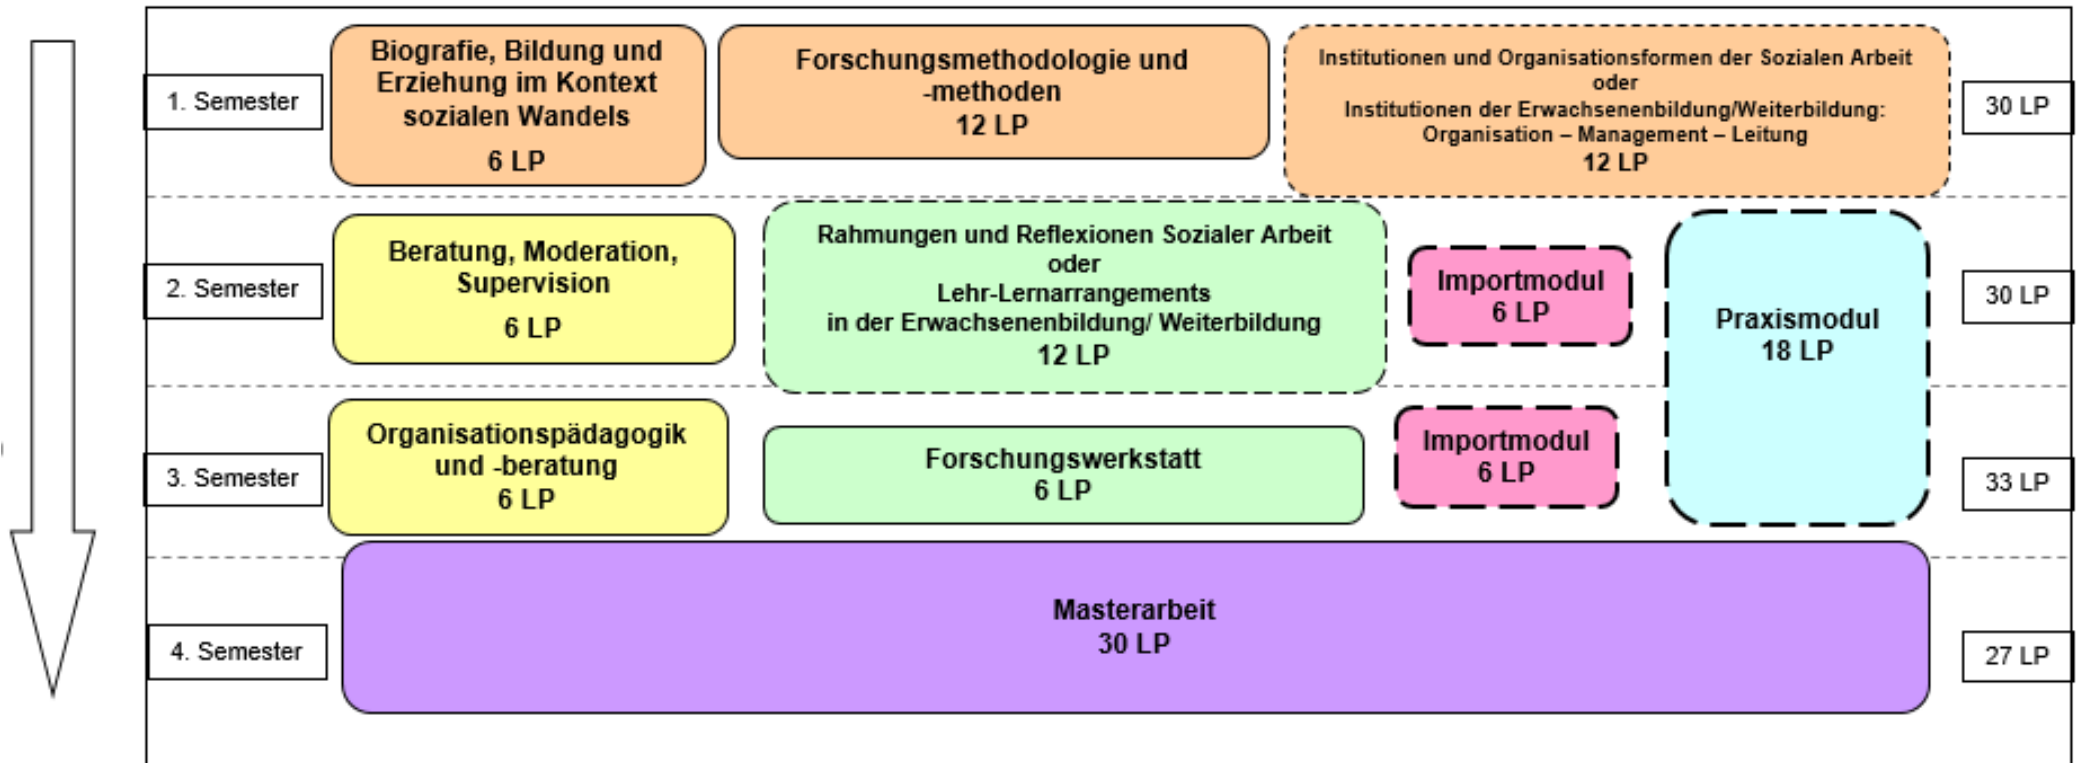 1. Semester
Biografie, Bildung und
Erziehung im Kontext
sozialen Wandels
6 LP
Forschungsmethodologie und
-methoden
12 LP
Institutionen und Organisationsformen der Sozialen Arbeit
oder
Institutionen der Erwachsenenbildung/Weiterbildung:
Organisation – Management – Leitung
12 LP
30 LP
2. Semester
Beratung, Moderation,
Supervision
6 LP
Rahmungen und Reflexionen Sozialer Arbeit
oder
Lehr-Lernarrangements
in der Erwachsenenbildung/ Weiterbildung
12 LP
Importmodul
6 LP
Praxismodul
18 LP
30 LP
3. Semester
Organisationspädagogik
und -beratung
6 LP
Forschungswerkstatt
6 LP
Importmodul
6 LP
33 LP
4. Semester
Masterarbeit
30 LP
27 LP